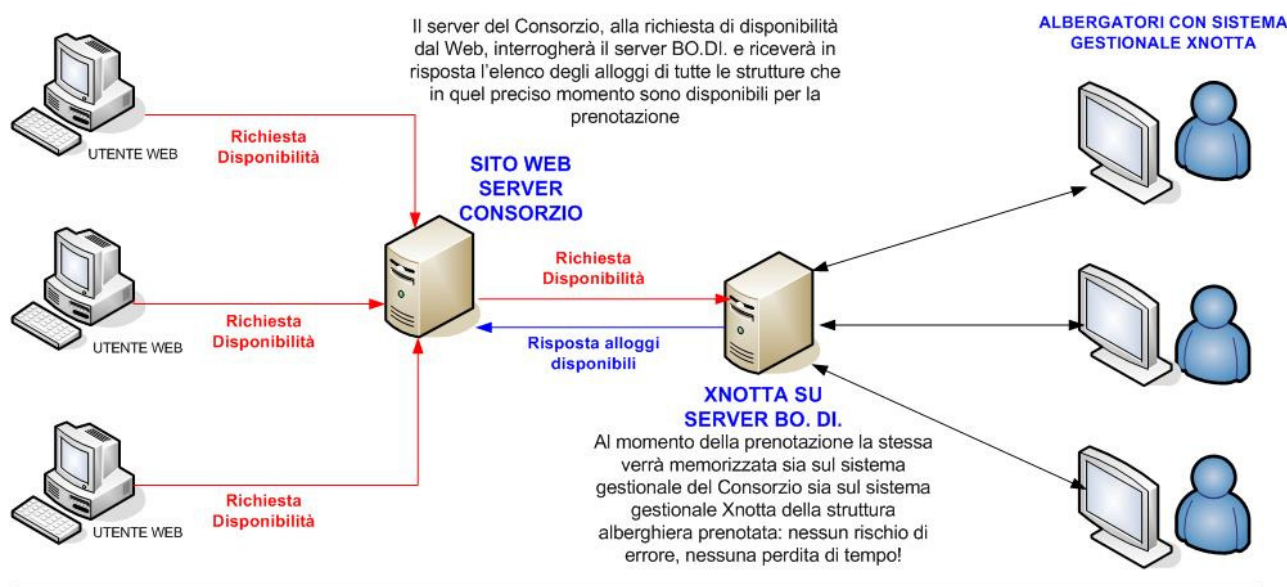 Il server del Consorzio, alla richiesta di disponibilità
dal Web, interrogherà il server BO.DI. e riceverà in
risposta l'elenco degli alloggi di tutte le strutture che
in quel preciso momento sono disponibili per la
prenotazione
ALBERGATORI CON SISTEMA
GESTIONALE XNOTTA
UTENTE WEB
Richiesta
Disponibilità
SITO WEB
SERVER
CONSORZIO
Richiesta
Disponibilità
UTENTE WEB
Richiesta
Disponibilità
Risposta alloggi
disponibili
XNOTTA SU
SERVER BO. DI.
Al momento della prenotazione la stessa
verrà memorizzata sia sul sistema
gestionale del Consorzio sia sul sistema
gestionale Xnotta della struttura
alberghiera prenotata: nessun rischio di
errore, nessuna perdita di tempo!
UTENTE WEB
Richiesta
Disponibilità